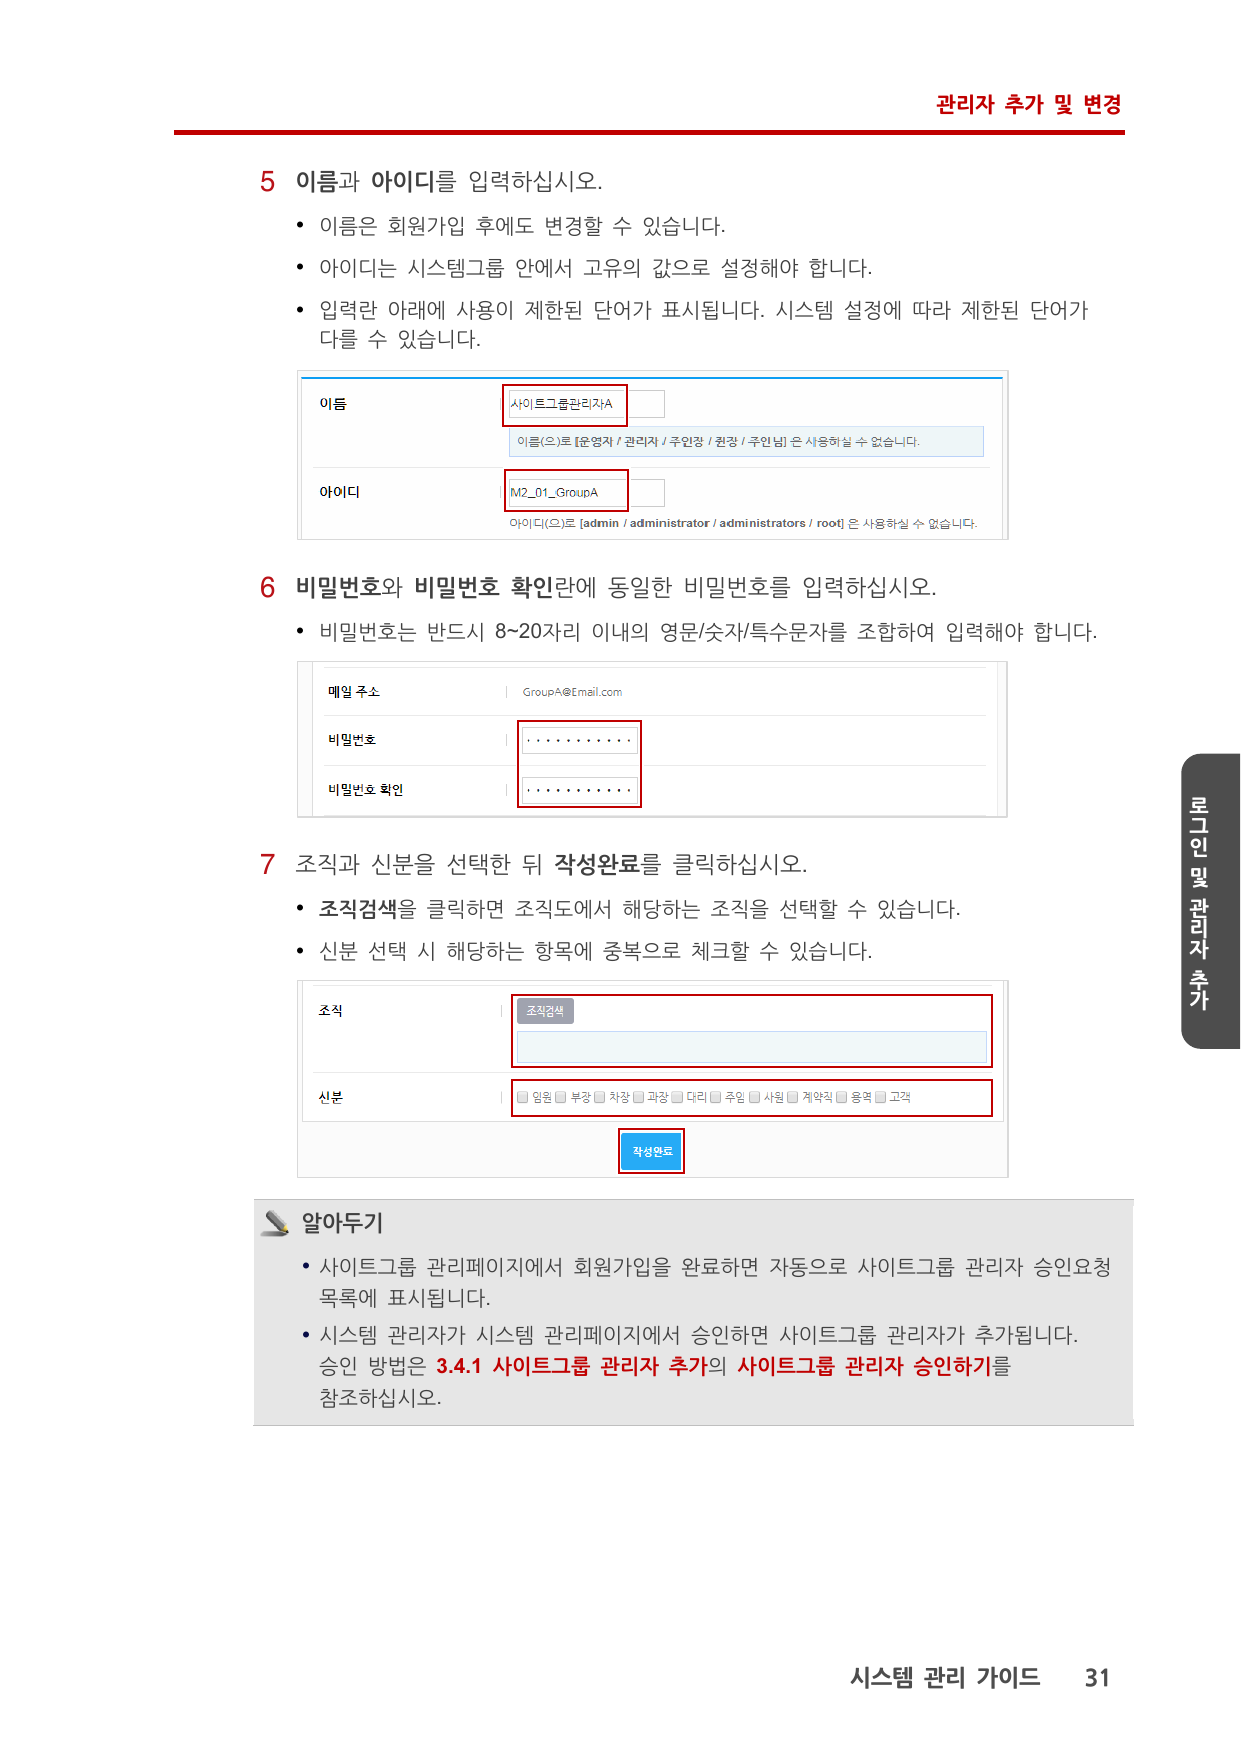 관리자 추가 및 변경
5 이름과 아이디를 입력하십시오.
• 이름은 회원가입 후에도 변경할 수 있습니다.
• 아이디는 시스템그룹 안에서 고유의 값으로 설정해야 합니다.
• 입력란 아래에 사용이 제한된 단어가 표시됩니다. 시스템 설정에 따라 제한된 단어가
다를 수 있습니다.
이름 사이트그룹관리자A
이름(으)로 [운영자 / 관리자 / 주인장 / 쥔장 / 주인님] 은 사용하실 수 없습니다.
아이디 M2_01_GroupA
아이디(으)로 [admin / administrator / administrators / root] 은 사용하실 수 없습니다.
6 비밀번호와 비밀번호 확인란에 동일한 비밀번호를 입력하십시오.
• 비밀번호는 반드시 8~20자리 이내의 영문/숫자/특수문자를 조합하여 입력해야 합니다.
메일 주소 GroupA@Email.com
비밀번호 ···········
비밀번호 확인 ···········
7 조직과 신분을 선택한 뒤 작성완료를 클릭하십시오.
• 조직검색을 클릭하면 조직도에서 해당하는 조직을 선택할 수 있습니다.
• 신분 선택 시 해당하는 항목에 중복으로 체크할 수 있습니다.
조직 조직검색
신분 임원 부장 차장 과장 대리 주임 사원 계약직 용역 고객
작성완료
알아두기
• 사이트그룹 관리페이지에서 회원가입을 완료하면 자동으로 사이트그룹 관리자 승인요청
목록에 표시됩니다.
• 시스템 관리자가 시스템 관리페이지에서 승인하면 사이트그룹 관리자가 추가됩니다.
승인 방법은 3.4.1 사이트그룹 관리자 추가의 사이트그룹 관리자 승인하기를
참조하십시오.
로그인 및 관리자 추가
시스템 관리 가이드 31